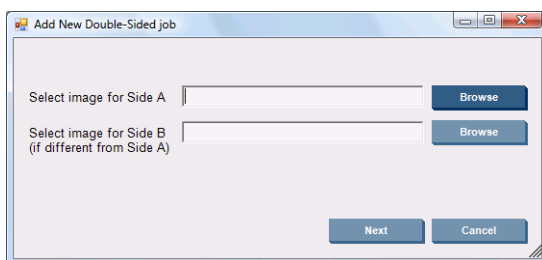 Add New Double-Sided job
Select image for Side A
Browse
Select image for Side B
(if different from Side A)
Browse
Next
Cancel